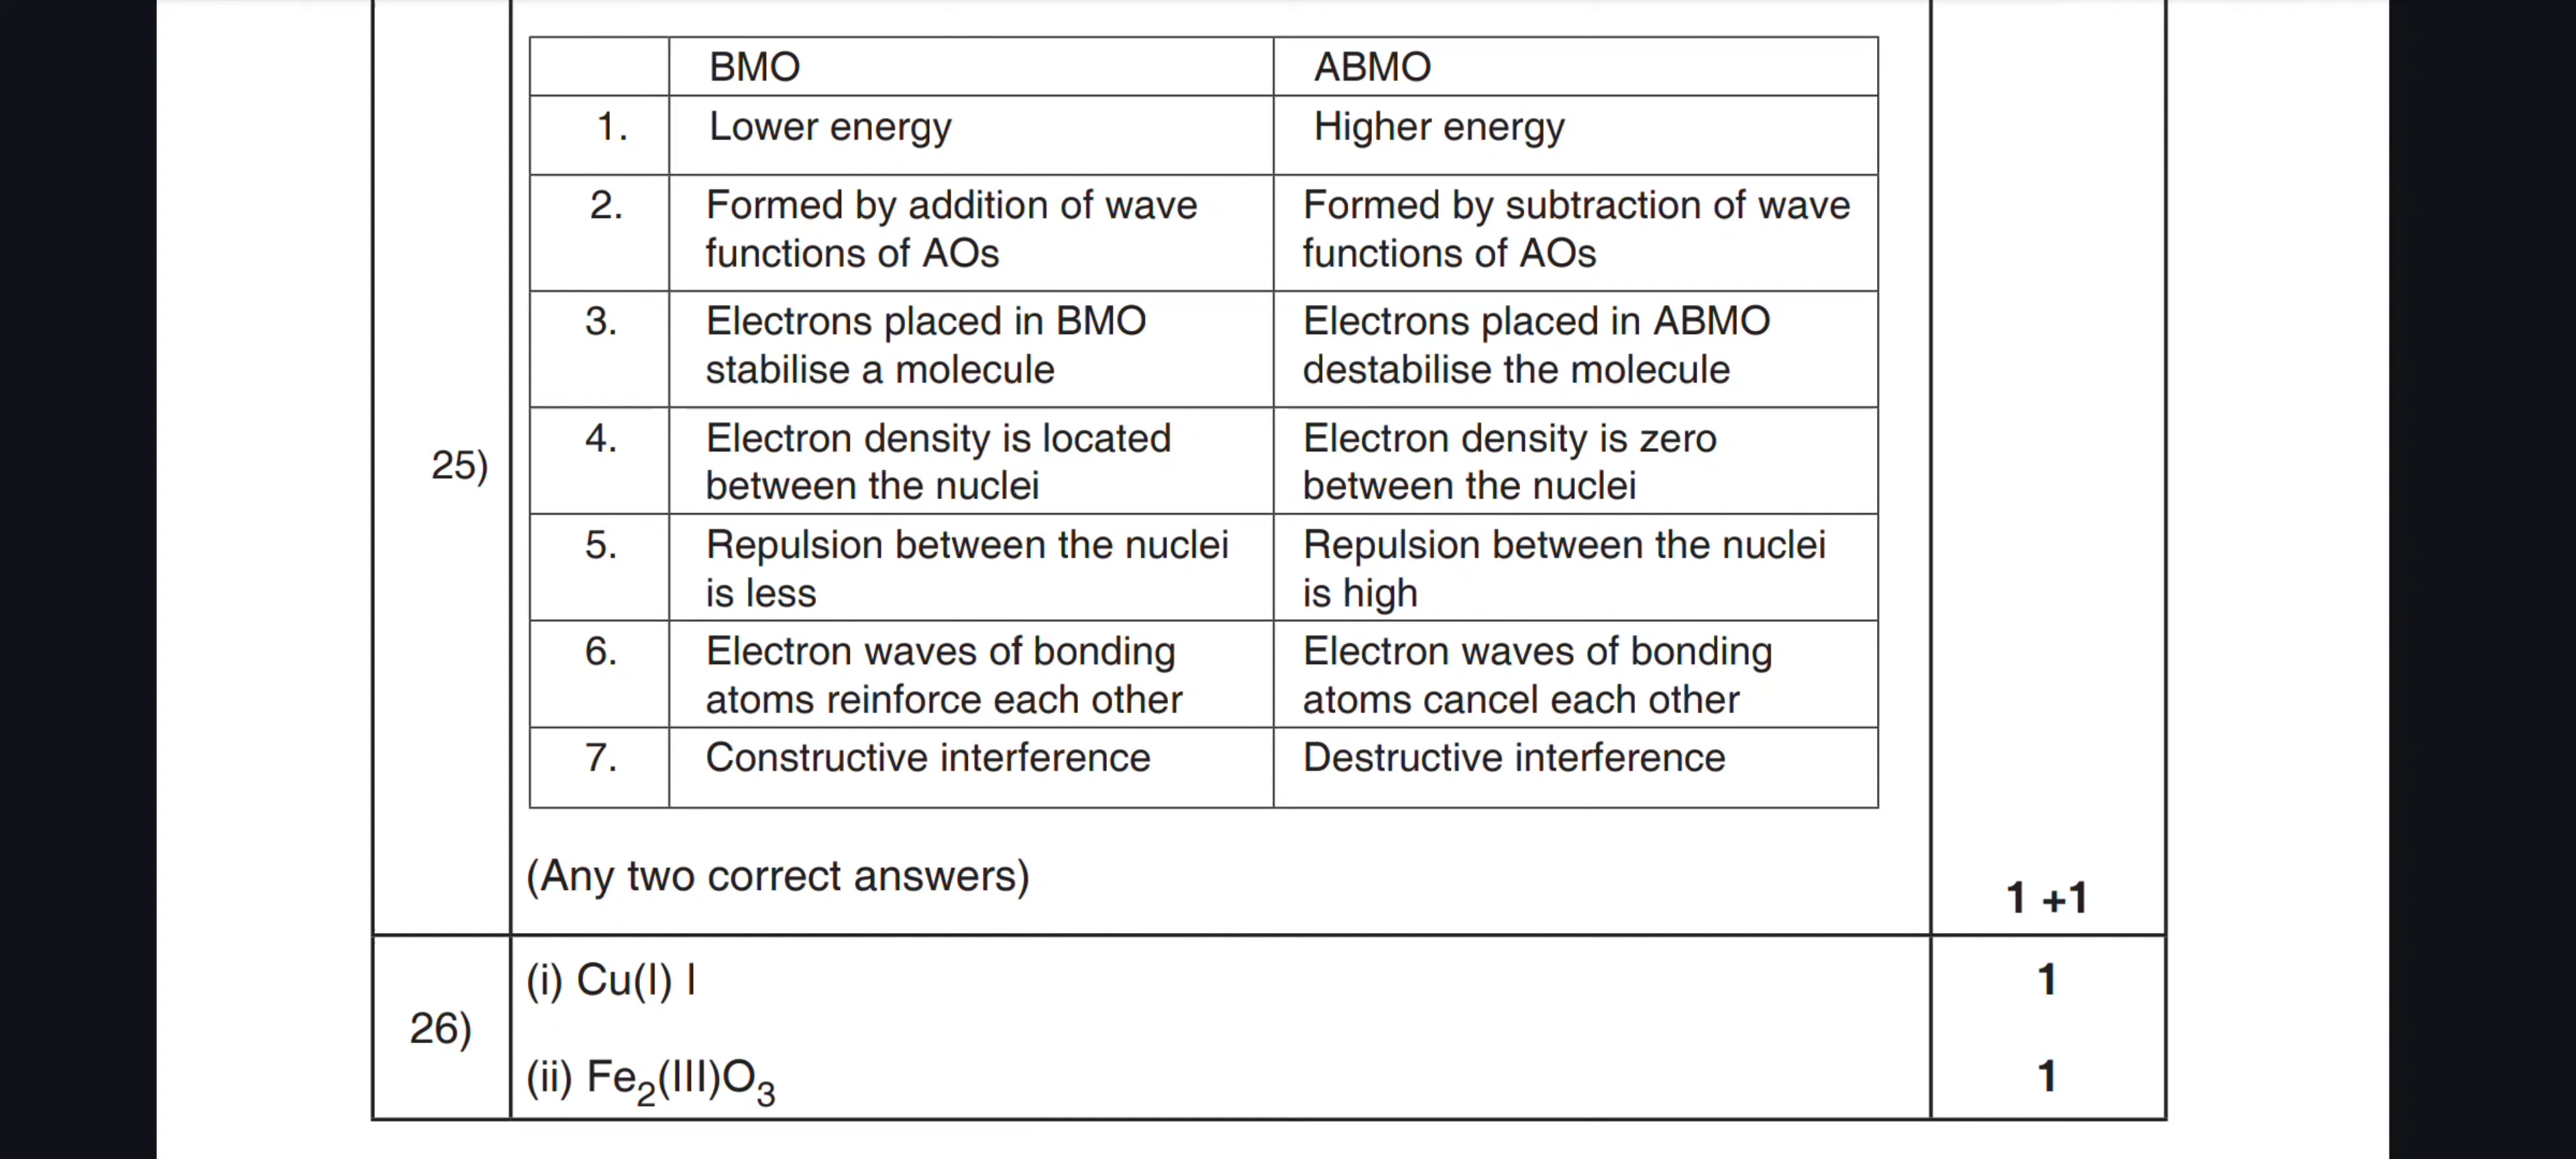 BMO ABMO
1. Lower energy Higher energy
2. Formed by addition of wave Formed by subtraction of wave
functions of AOs functions of AOs
3. Electrons placed in BMO Electrons placed in ABMO
stabilise a molecule destabilise the molecule
25) 4. Electron density is located Electron density is zero
between the nuclei between the nuclei
5. Repulsion between the nuclei Repulsion between the nuclei
is less is high
6. Electron waves of bonding Electron waves of bonding
atoms reinforce each other atoms cancel each other
7. Constructive interference Destructive interference
(Any two correct answers) 1 +1
26) (i) Cu(I) I 1
(ii) Fe₂(III)O₃ 1